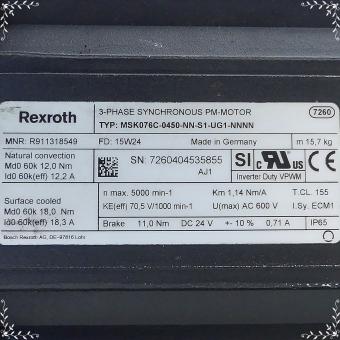 Rexroth
3-PHASE SYNCHRONOUS PM-MOTOR
7260
TYP: MSK076C-0450-NN-S1-UG1-NNNN
MNR: R911318549 FD: 15W24 Made in Germany m 15,7 kg
Natural convection
Md0 60k 12,0 Nm
Id0 60k(eff) 12,2 A
SN: 7260404535855
AJ1
SI
c RU US CE
Inverter Duty VPWM
Surface cooled
Md0 60k 18,0 Nm
Id0 60k(eff) 18,3 A
n max. 5000 min-1 Km 1,14 Nm/A T.CL. 155
KE(eff) 70,5 V/1000 min-1 U(max) AC 600 V I.Sy. ECM1
Brake 11,0 Nm DC 24 V +- 10 % 0,71 A IP65
Bosch Rexroth AG, DE-97816 Lohr